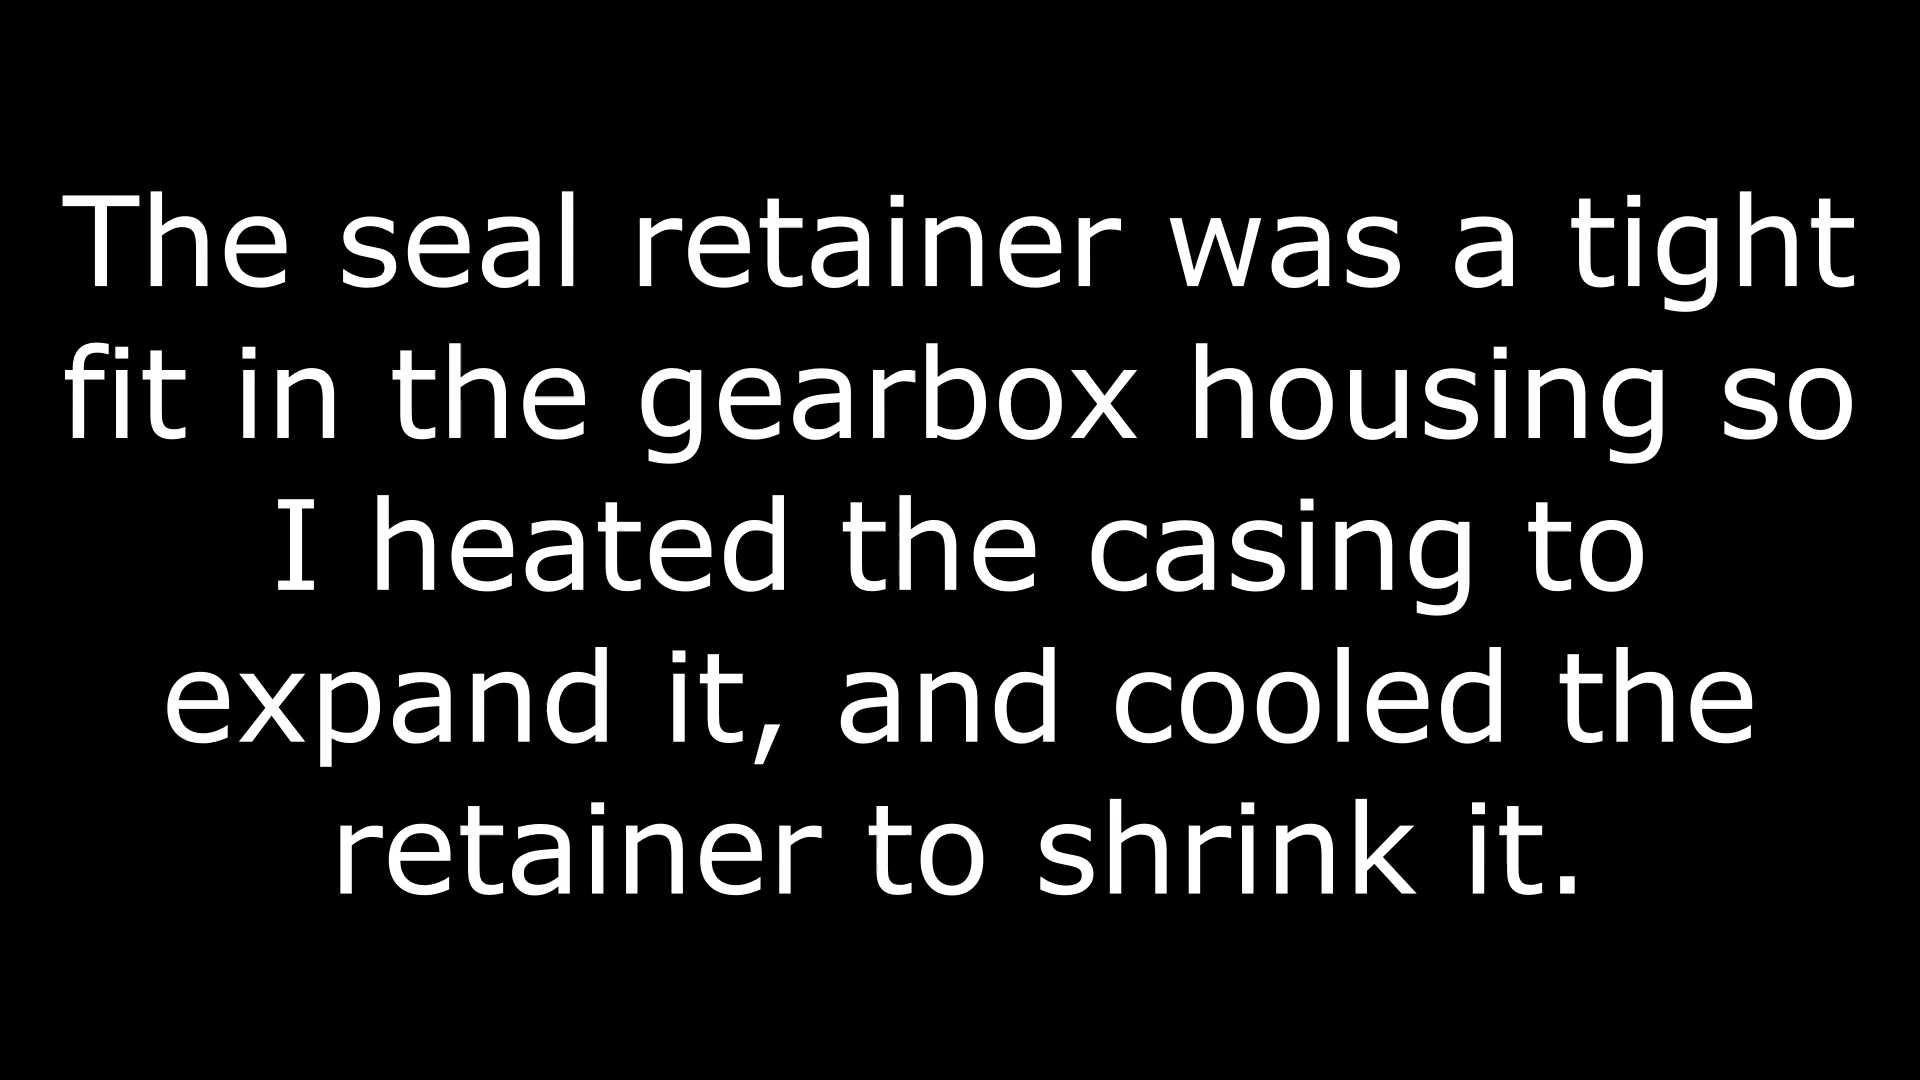 The seal retainer was a tight
fit in the gearbox housing so
I heated the casing to
expand it, and cooled the
retainer to shrink it.